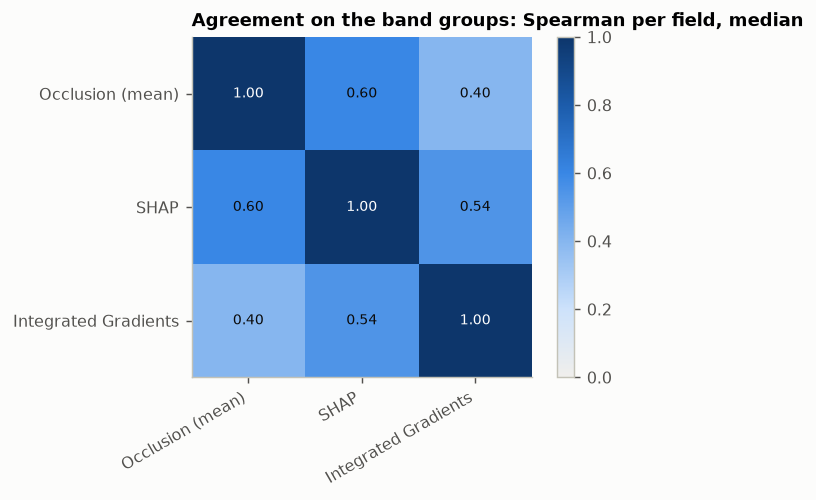 Agreement on the band groups: Spearman per field, median
Occlusion (mean)
SHAP
Integrated Gradients
1.00 0.60 0.40
0.60 1.00 0.54
0.40 0.54 1.00
Occlusion (mean)
SHAP
Integrated Gradients
1.0
0.8
0.6
0.4
0.2
0.0